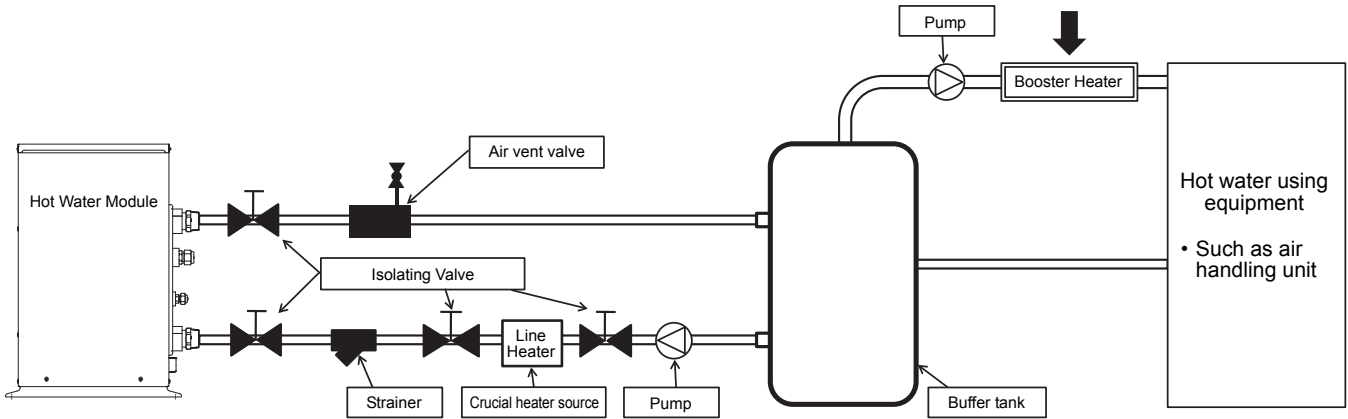 Pump
Booster Heater
Air vent valve
Hot Water Module
Hot water using
equipment
• Such as air
handling unit
Isolating Valve
Line
Heater
Strainer
Crucial heater source
Pump
Buffer tank